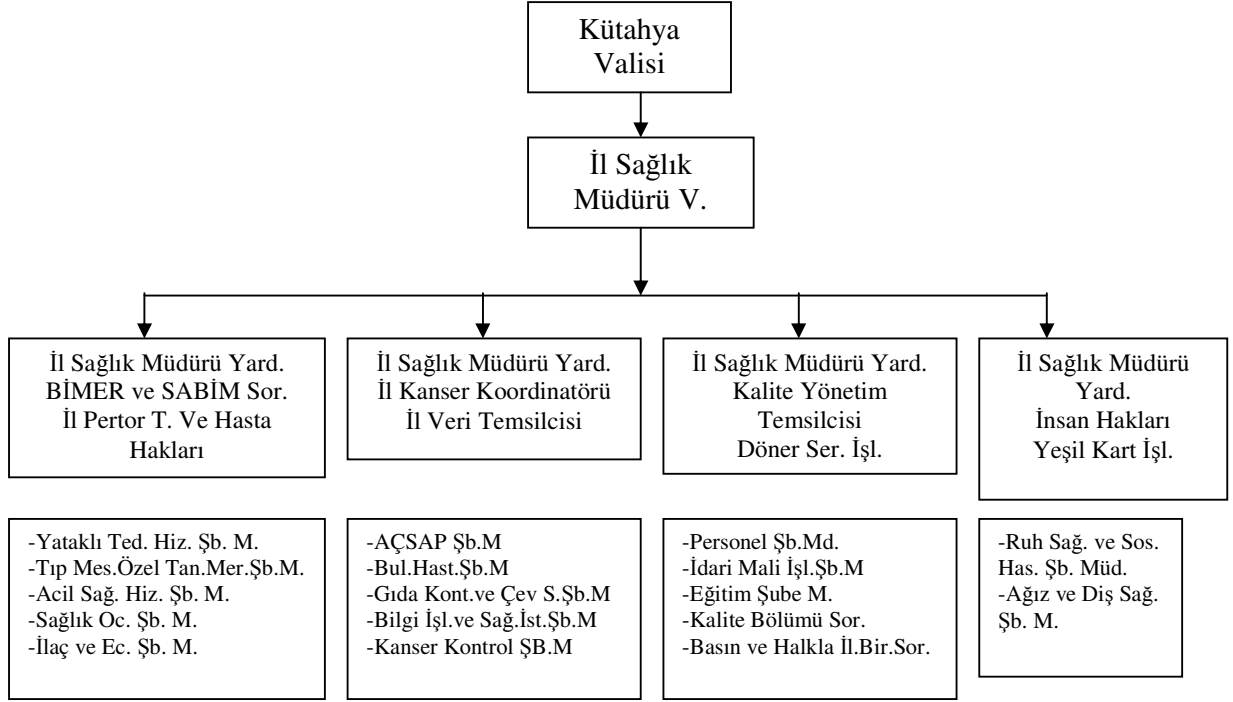 Kütahya
Valisi
İl Sağlık
Müdürü V.
İl Sağlık Müdürü Yard.
BİMER ve SABİM Sor.
İl Pertor T. Ve Hasta
Hakları
İl Sağlık Müdürü Yard.
İl Kanser Koordinatörü
İl Veri Temsilcisi
İl Sağlık Müdürü Yard.
Kalite Yönetim
Temsilcisi
Döner Ser. İşl.
İl Sağlık Müdürü
Yard.
İnsan Hakları
Yeşil Kart İşl.
-Yataklı Ted. Hiz. Şb. M.
-Tıp Mes.Özel Tan.Mer.Şb.M.
-Acil Sağ. Hiz. Şb. M.
-Sağlık Oc. Şb. M.
-İlaç ve Ec. Şb. M.
-AÇSAP Şb.M
-Bul.Hast.Şb.M
-Gıda Kont.ve Çev S.Şb.M
-Bilgi İşl.ve Sağ.İst.Şb.M
-Kanser Kontrol ŞB.M
-Personel Şb.Md.
-İdari Mali İşl.Şb.M
-Eğitim Şube M.
-Kalite Bölümü Sor.
-Basın ve Halkla İl.Bir.Sor.
-Ruh Sağ. ve Sos.
Has. Şb. Müd.
-Ağız ve Diş Sağ.
Şb. M.